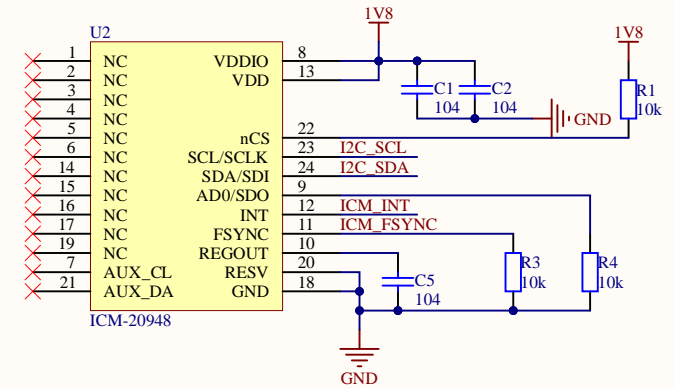 1V8
1V8
U2
1 NC VDDIO 8
2 NC VDD 13
3 NC
4 NC
5 NC nCS 22
6 NC SCL/SCLK 23 I2C_SCL
14 NC SDA/SDI 24 I2C_SDA
15 NC AD0/SDO 9
16 NC INT 12 ICM_INT
17 NC FSYNC 11 ICM_FSYNC
19 NC REGOUT 10
7 AUX_CL RESV 20
21 AUX_DA GND 18
ICM-20948
C1
104
C2
104
GND
R1
10k
C5
104
R3
10k
R4
10k
GND